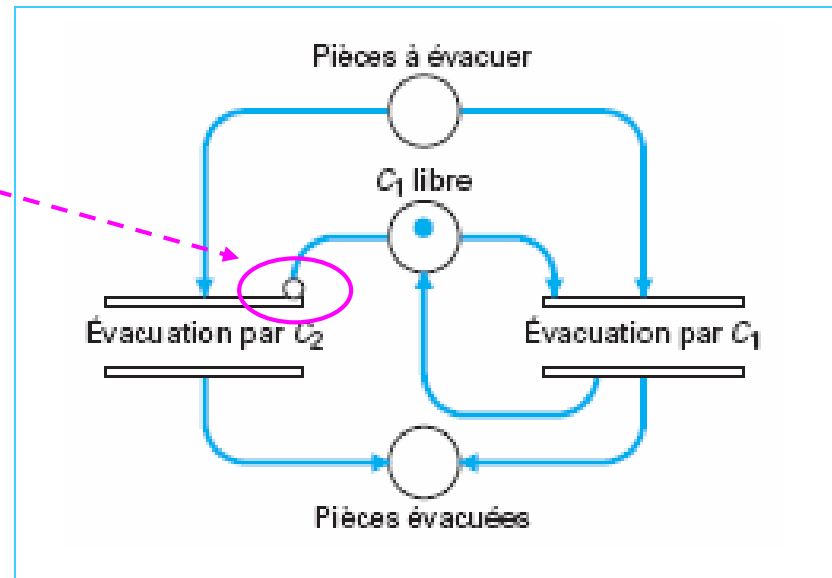 Pièces à évacuer
C₁ libre
Évacuation par C₂
Évacuation par C₁
Pièces évacuées